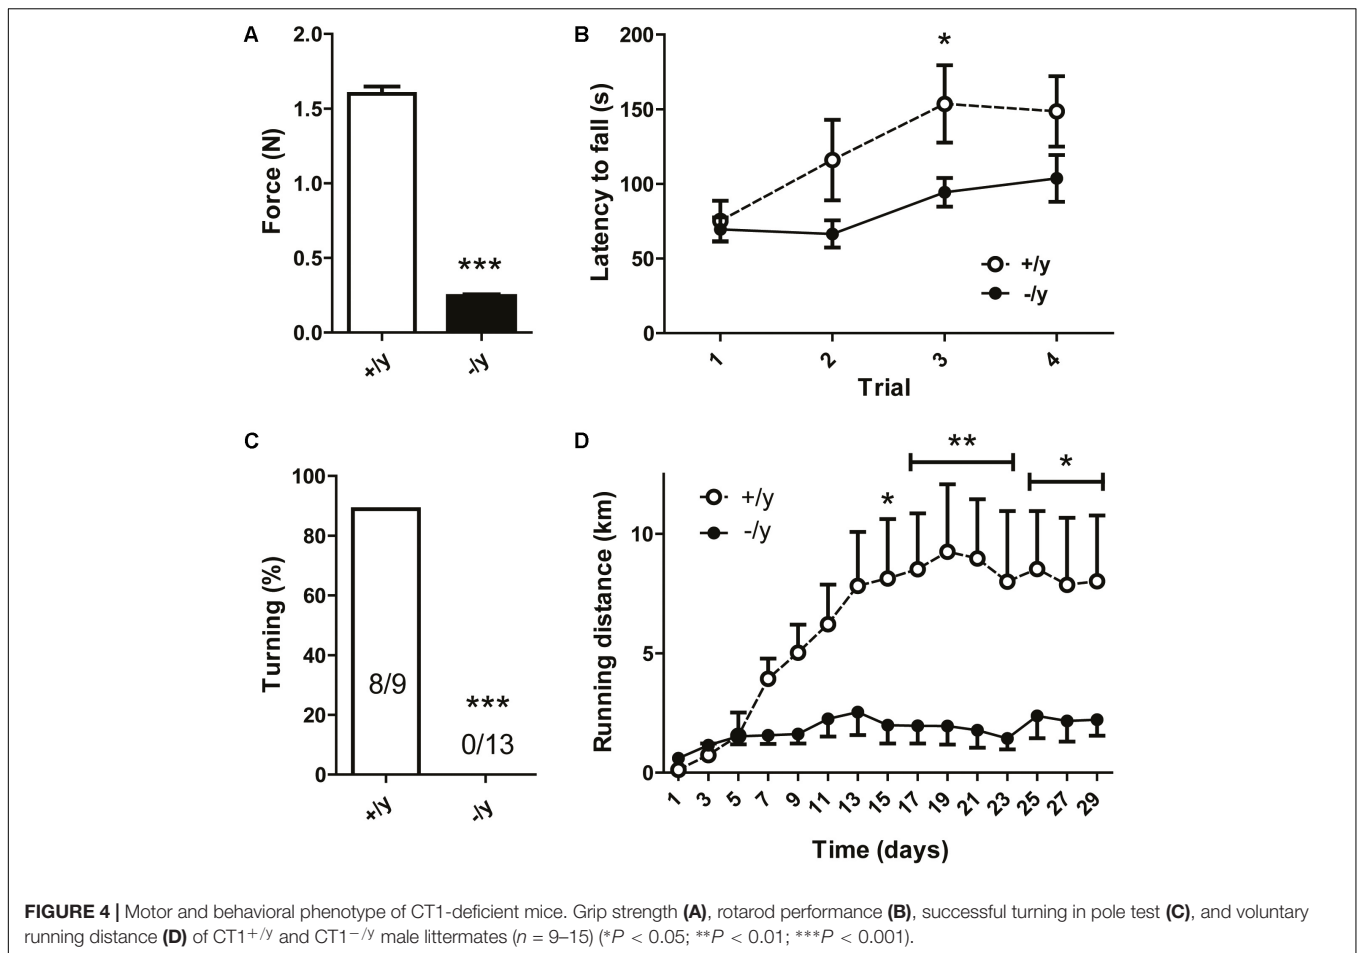 A
2.0
1.5
1.0
0.5
0.0
Force (N)
***
+/y
-/y
B
200
150
100
50
0
Latency to fall (s)
*
+/y
-/y
1
2
3
4
Trial
C
100
80
60
40
20
0
Turning (%)
8/9
***
0/13
+/y
-/y
D
10
5
0
Running distance (km)
+/y
-/y
*
**
*
1 3 5 7 9 11 13 15 17 19 21 23 25 27 29
Time (days)
FIGURE 4 | Motor and behavioral phenotype of CT1-deficient mice. Grip strength (A), rotarod performance (B), successful turning in pole test (C), and voluntary
running distance (D) of CT1+/y and CT1−/y male littermates (n = 9–15) (*P < 0.05; **P < 0.01; ***P < 0.001).